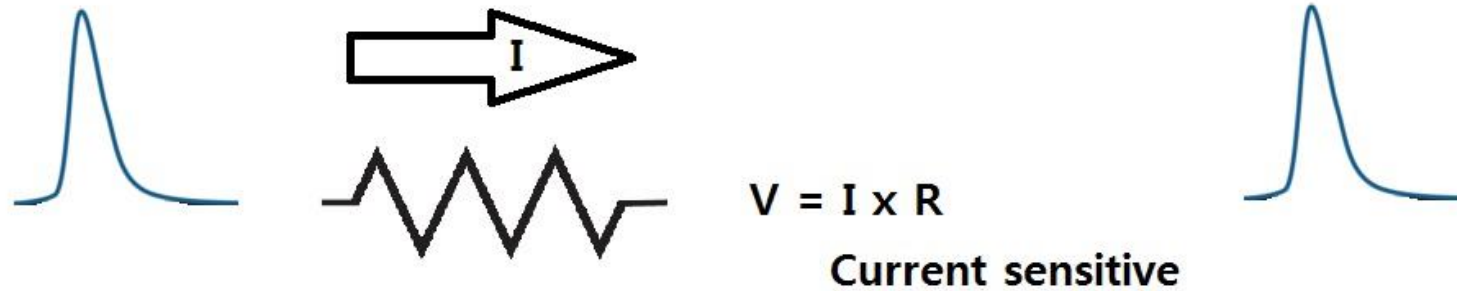 I
V = I x R
Current sensitive